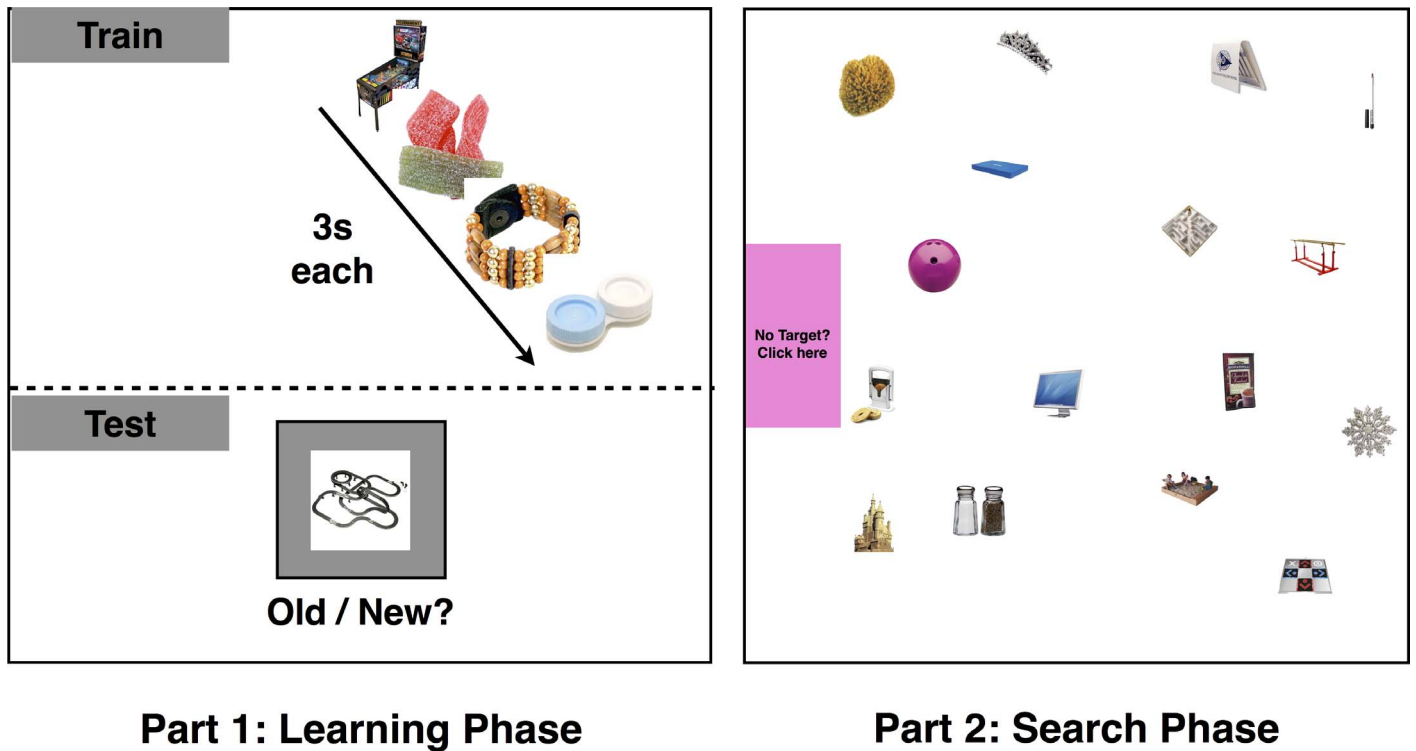 Train
3s
each
Test
Old / New?
No Target?
Click here
Part 1: Learning Phase
Part 2: Search Phase